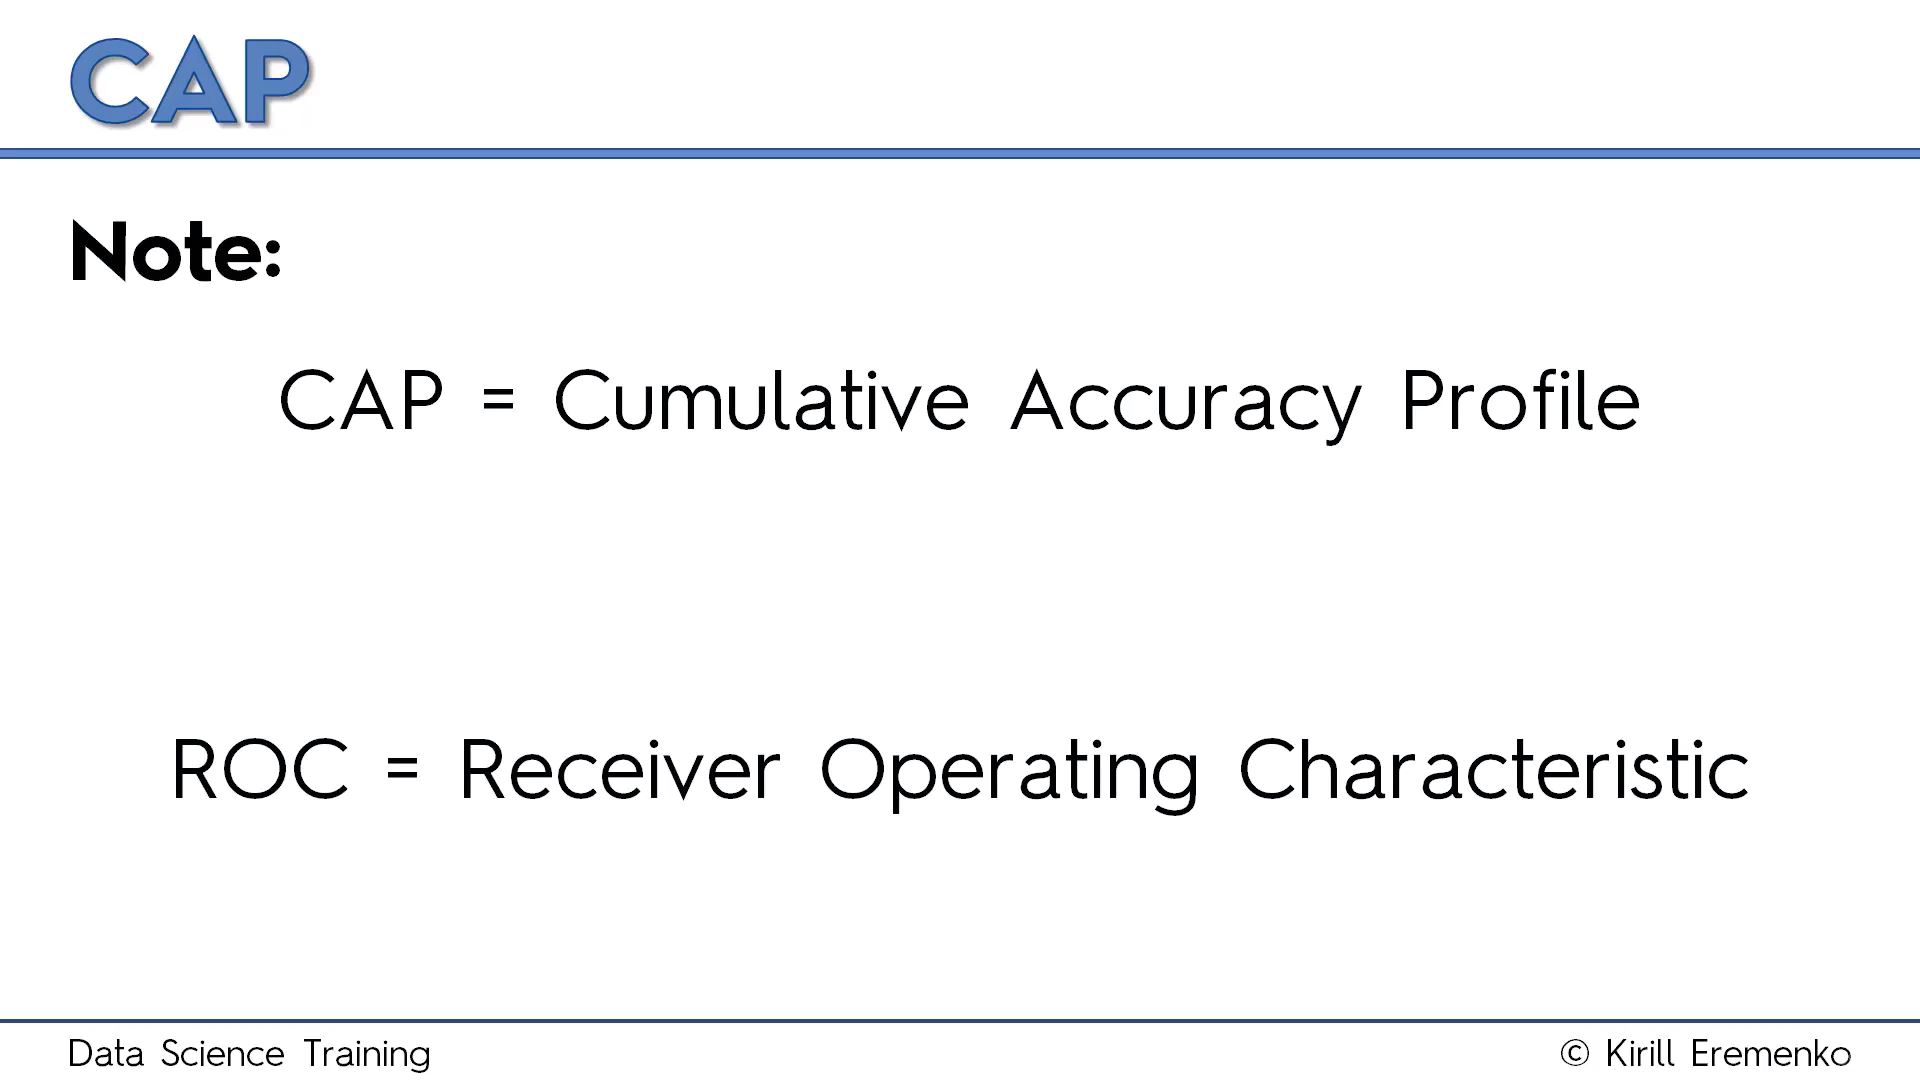 CAP
Note:
CAP = Cumulative Accuracy Profile
ROC = Receiver Operating Characteristic
Data Science Training
© Kirill Eremenko